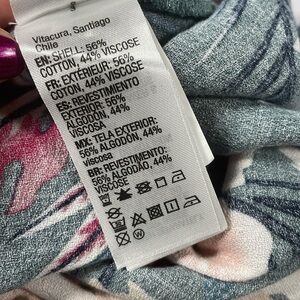 Vitacura, Santiago
Chile
EN: SHELL: 56%
COTTON, 44% VISCOSE
FR: EXTÉRIEUR: 56%
COTON, 44% VISCOSE
ES: REVESTIMIENTO
EXTERIOR: 56%
ALGODÓN, 44%
VISCOSA
MX: TELA EXTERIOR:
56% ALGODÓN, 44%
viscosa
BR: REVESTIMENTO:
56% ALGODÃO, 44%
VISCOSE